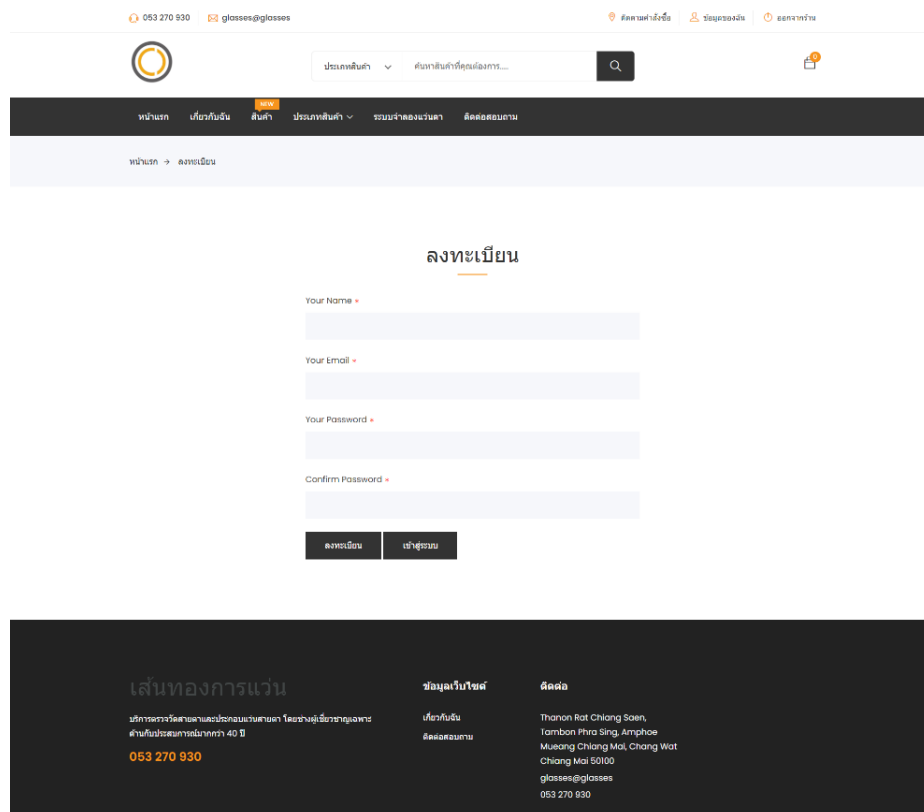 053 270 930 glasses@glasses ติดตามคำสั่งซื้อ ข้อมูลของฉัน ออกจากร้าน
ประเภทสินค้า ค้นหาสินค้าที่คุณต้องการ.... 0
NEW
หน้าแรก เกี่ยวกับฉัน สินค้า ประเภทสินค้า ระบบจำลองแว่นตา ติดต่อสอบถาม
หน้าแรก → ลงทะเบียน
ลงทะเบียน
Your Name *
Your Email *
Your Password *
Confirm Password *
ลงทะเบียน เข้าสู่ระบบ
เส้นทองการแว่น
บริการตรวจวัดสายตาและประกอบแว่นสายตา โดยช่างผู้เชี่ยวชาญเฉพาะ
ด้านกับประสบการณ์มากกว่า 40 ปี
053 270 930
ข้อมูลเว็บไซต์
เกี่ยวกับฉัน
ติดต่อสอบถาม
ติดต่อ
Thanon Rat Chiang Saen,
Tambon Phra Sing, Amphoe
Mueang Chiang Mai, Chang Wat
Chiang Mai 50100
glasses@glasses
053 270 930